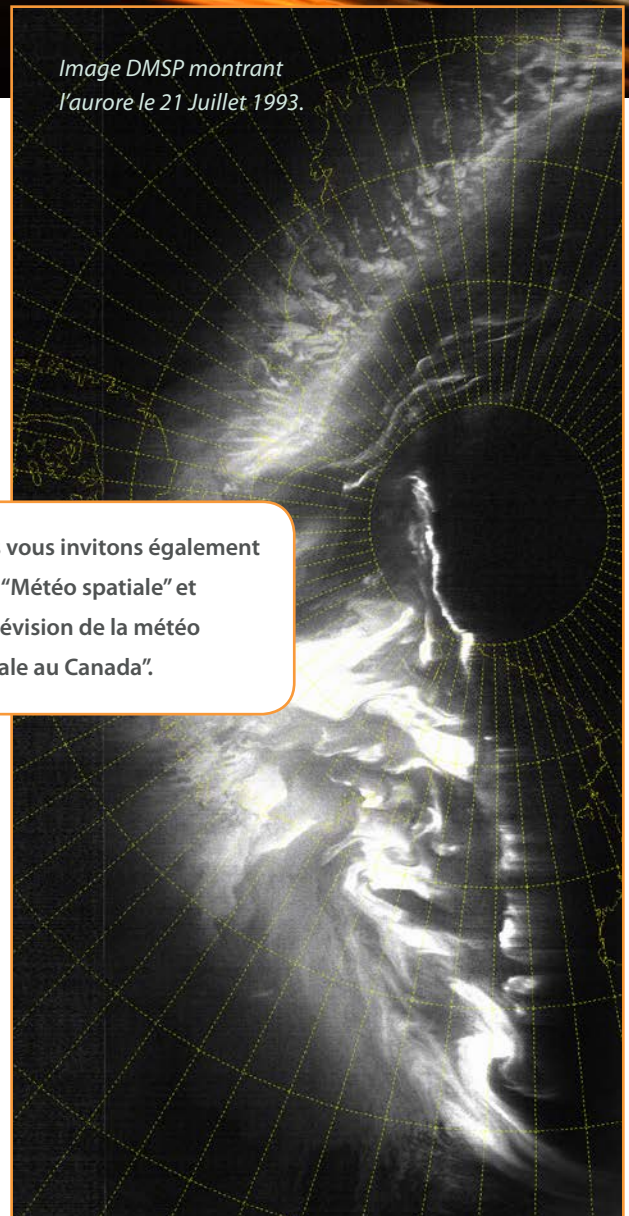 Image DMSP montrant
l’aurore le 21 Juillet 1993.
s vous invitons également
“Météo spatiale” et
évision de la météo
ale au Canada”.